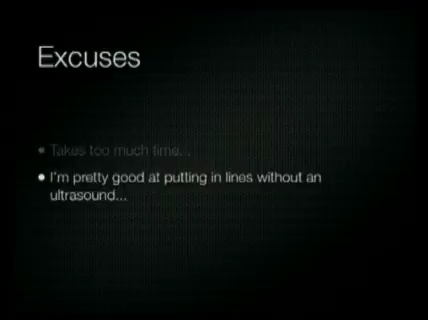 Excuses
Takes too much time...
I'm pretty good at putting in lines without an
ultrasound...